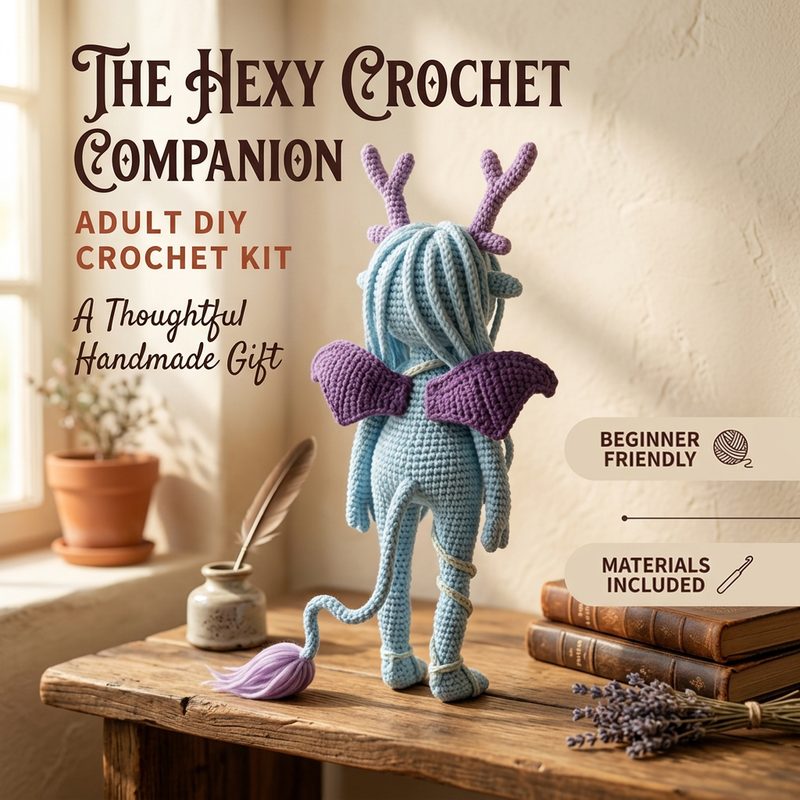 THE HEXY CROCHET
COMPANION
ADULT DIY
CROCHET KIT
A Thoughtful
Handmade Gift
BEGINNER
FRIENDLY
MATERIALS
INCLUDED